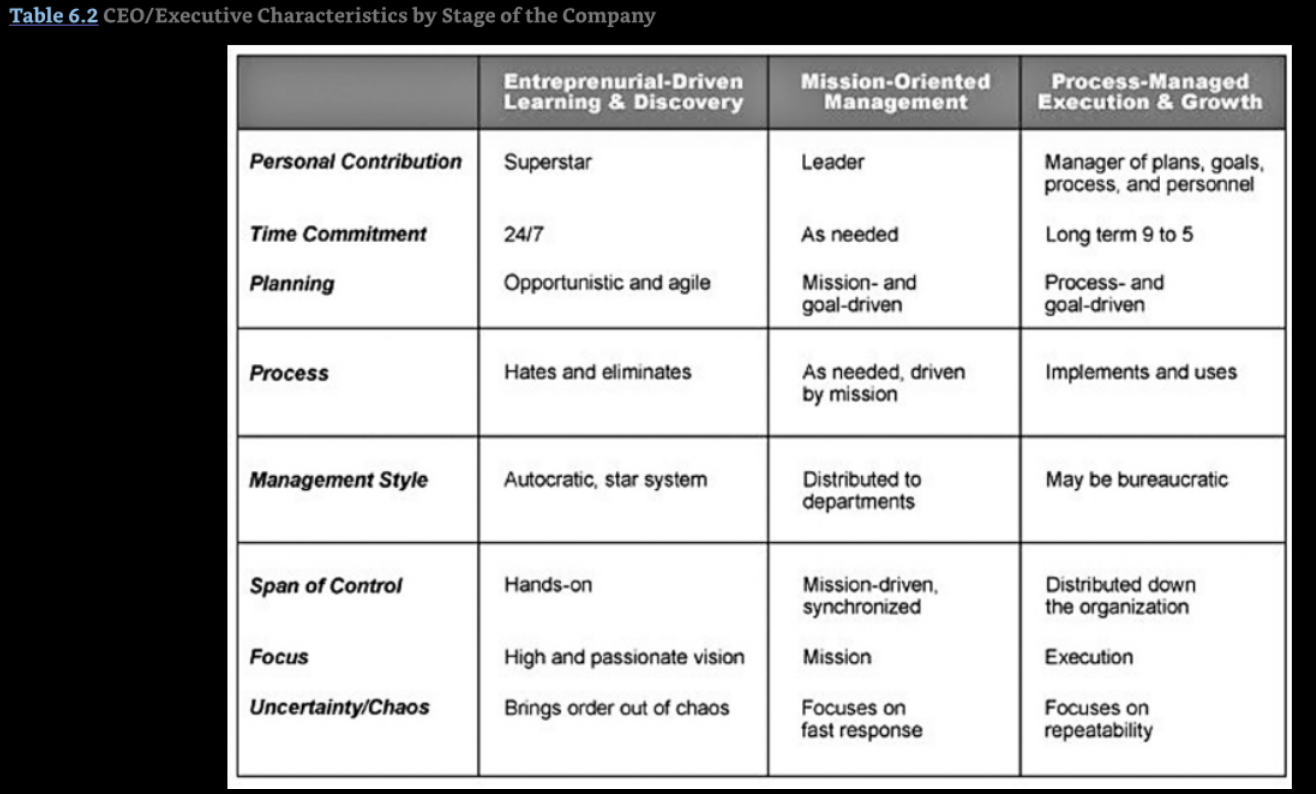 Table 6.2 CEO/Executive Characteristics by Stage of the Company
Entreprenurial-Driven
Learning & Discovery
Mission-Oriented
Management
Process-Managed
Execution & Growth
Personal Contribution
Superstar
Leader
Manager of plans, goals,
process, and personnel
Time Commitment
24/7
As needed
Long term 9 to 5
Planning
Opportunistic and agile
Mission- and
goal-driven
Process- and
goal-driven
Process
Hates and eliminates
As needed, driven
by mission
Implements and uses
Management Style
Autocratic, star system
Distributed to
departments
May be bureaucratic
Span of Control
Hands-on
Mission-driven,
synchronized
Distributed down
the organization
Focus
High and passionate vision
Mission
Execution
Uncertainty/Chaos
Brings order out of chaos
Focuses on
fast response
Focuses on
repeatability